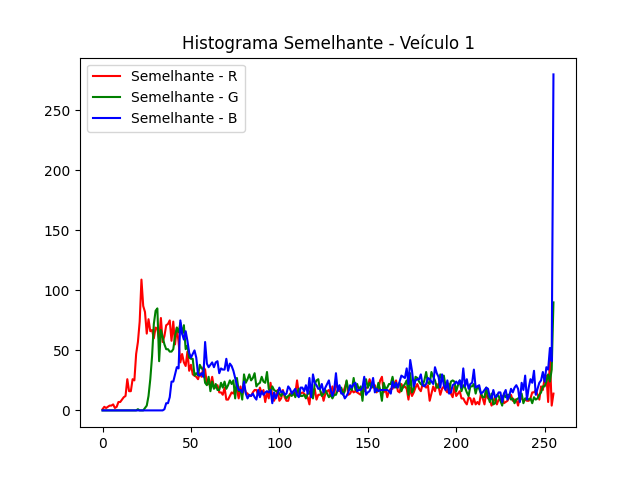 Histograma Semelhante - Veículo 1
Semelhante - R
Semelhante - G
Semelhante - B
250
200
150
100
50
0
0 50 100 150 200 250